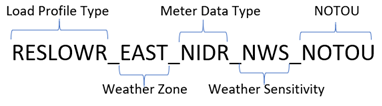 Load Profile Type Meter Data Type NOTOU
RESLOWR_EAST_NIDR_NWS_NOTOU
Weather Zone Weather Sensitivity